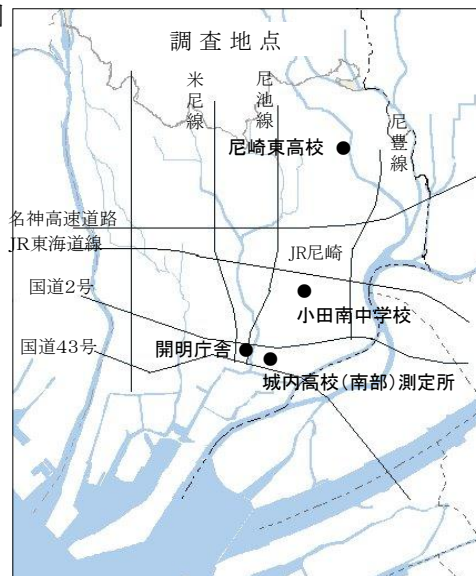 調査地点
米尼線
尼池線
尼豊線
尼崎東高校
名神高速道路
JR東海道線
JR尼崎
国道2号
小田南中学校
国道43号
開明庁舎
城内高校(南部)測定所